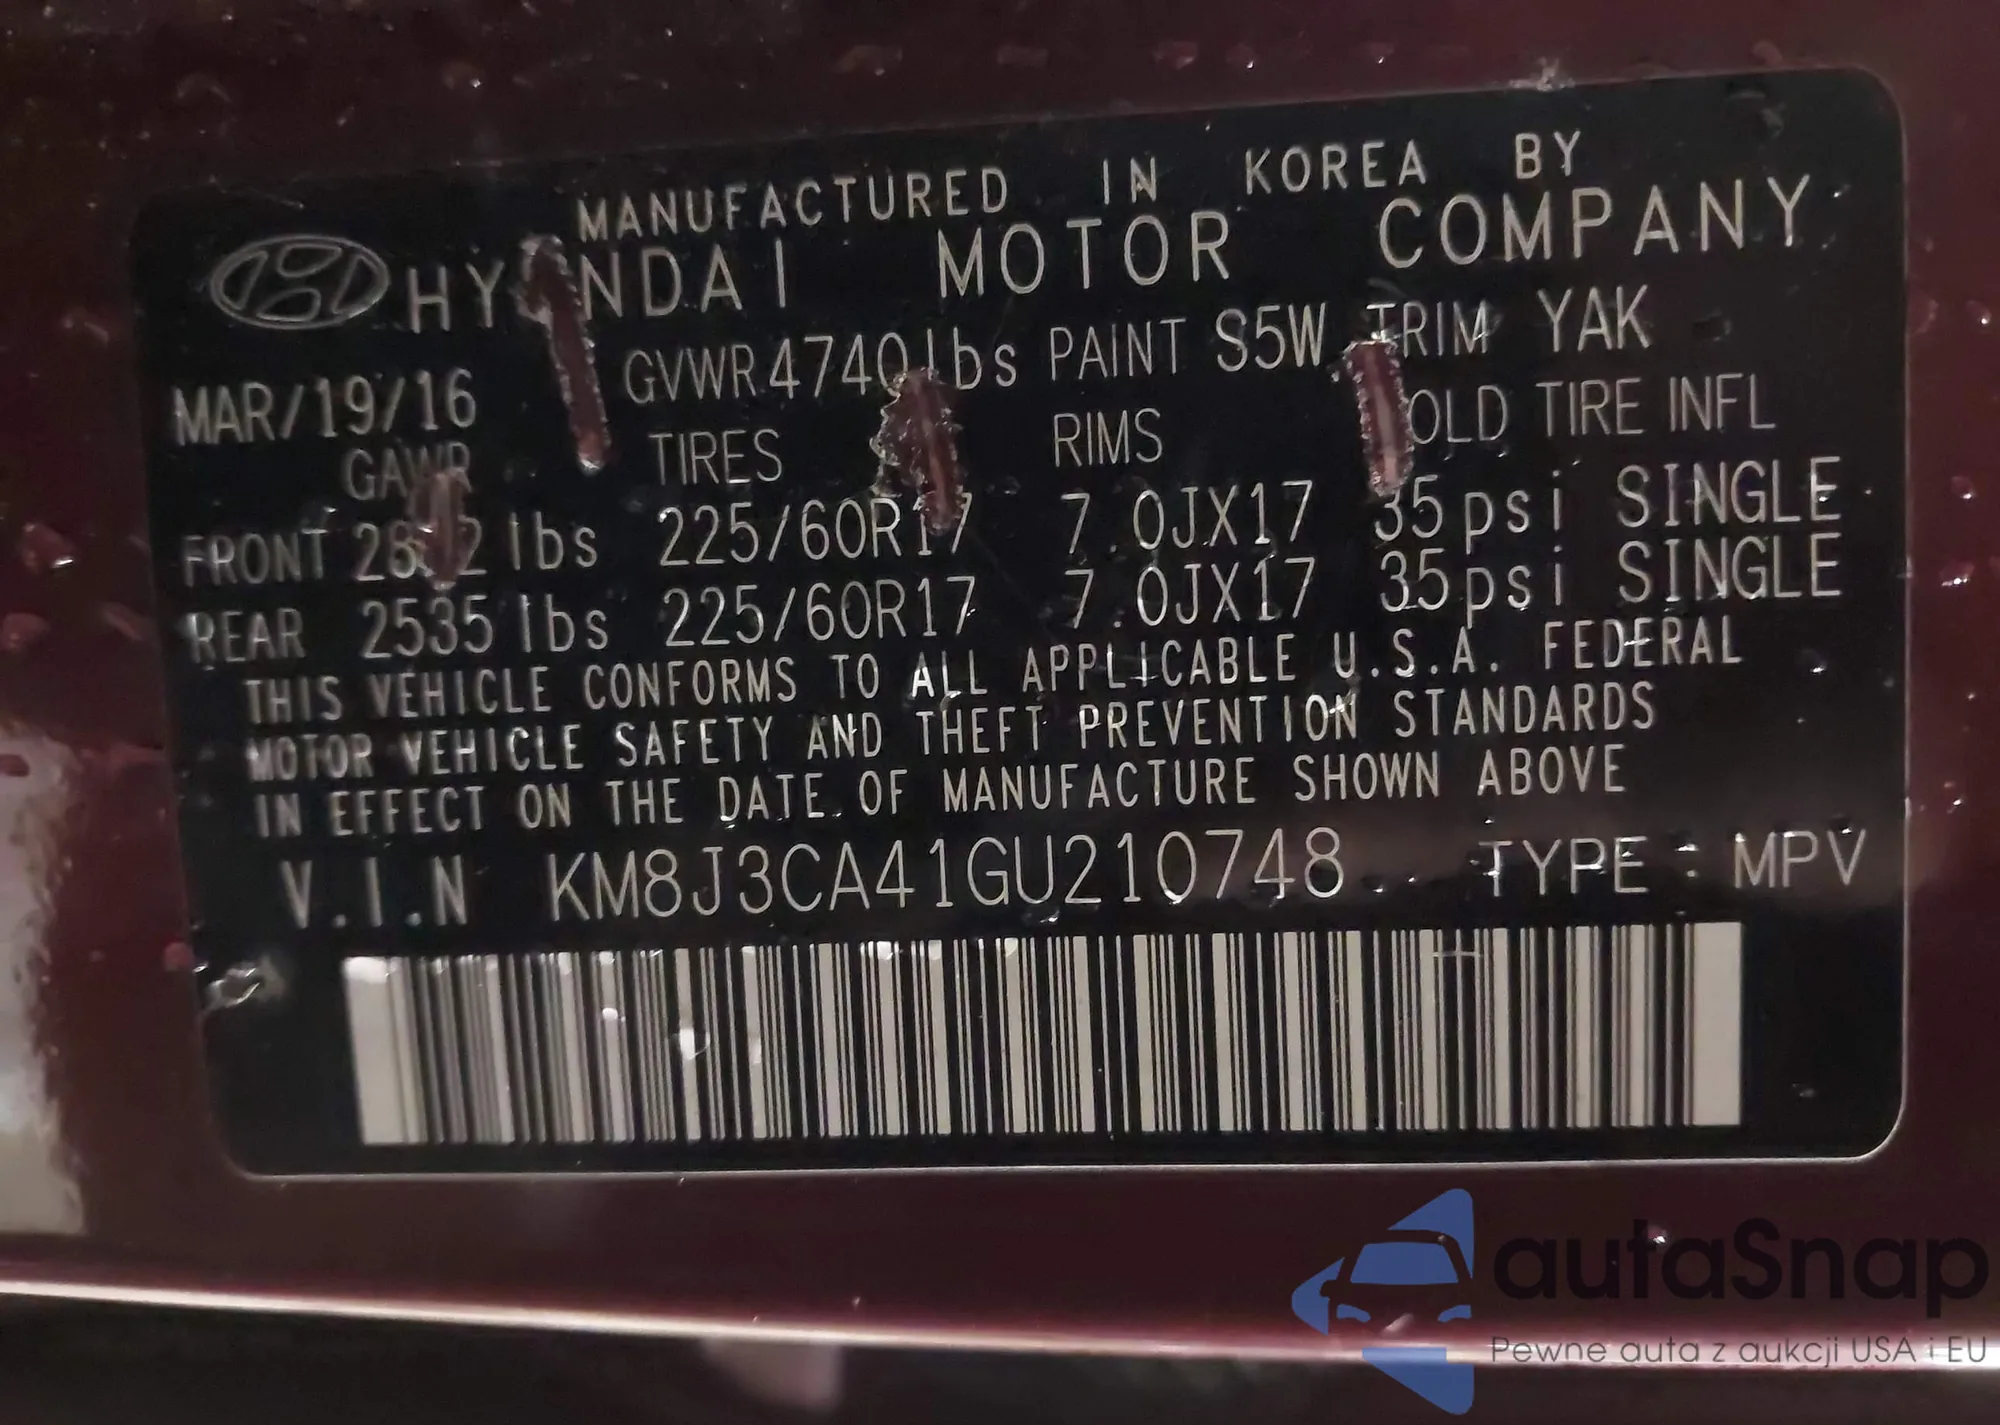 MANUFACTURED IN KOREA BY
HYUNDAI MOTOR COMPANY
MAR/19/16 GVWR 4740 lbs PAINT S5W TRIM YAK
GAWR TIRES RIMS COLD TIRE INFL
FRONT lbs 225/60R17 7.0JX17 35psi SINGLE
REAR 2535 lbs 225/60R17 7.0JX17 35psi SINGLE
THIS VEHICLE CONFORMS TO ALL APPLICABLE U.S.A. FEDERAL
MOTOR VEHICLE SAFETY AND THEFT PREVENTION STANDARDS
IN EFFECT ON THE DATE OF MANUFACTURE SHOWN ABOVE
V.I.N KM8J3CA41GU210748 TYPE : MPV
autaSnap
Pewne auta z aukcji USA i EU